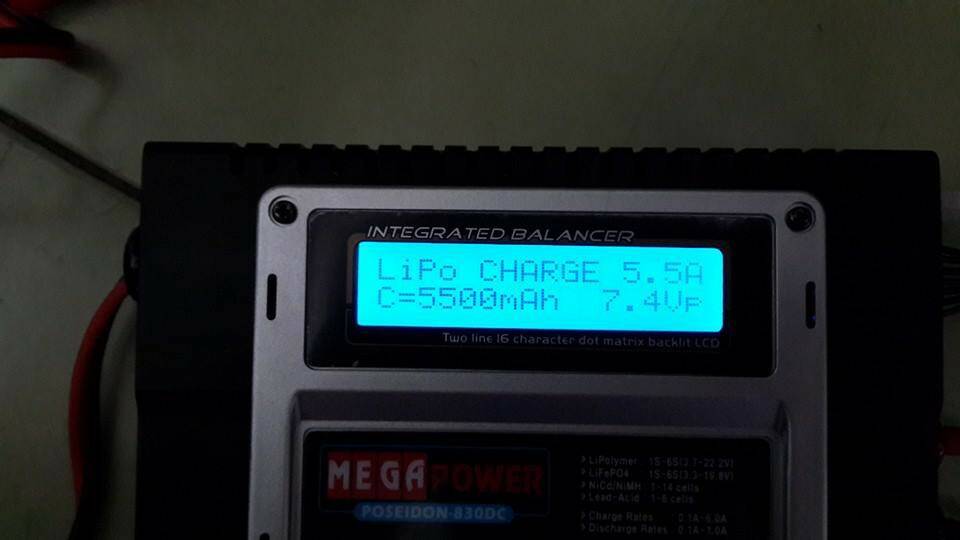 INTEGRATED BALANCER
LiPo CHARGE 5.5A
C=5500mAh 7.4Vp
Two line 16 character dot matrix backlit LCD
MEGAPOWER
POSEIDON-830DC
LiPolymer : 1S-6S(3.7-22.2V)
LiFePO4 : 1S-6S(3.3-19.8V)
NiCd/NiMH : 1-14 cells
Lead-Acid : 1-6 cells
Charge Rates : 0.1A-6.0A
Discharge Rates : 0.1A-1.0A